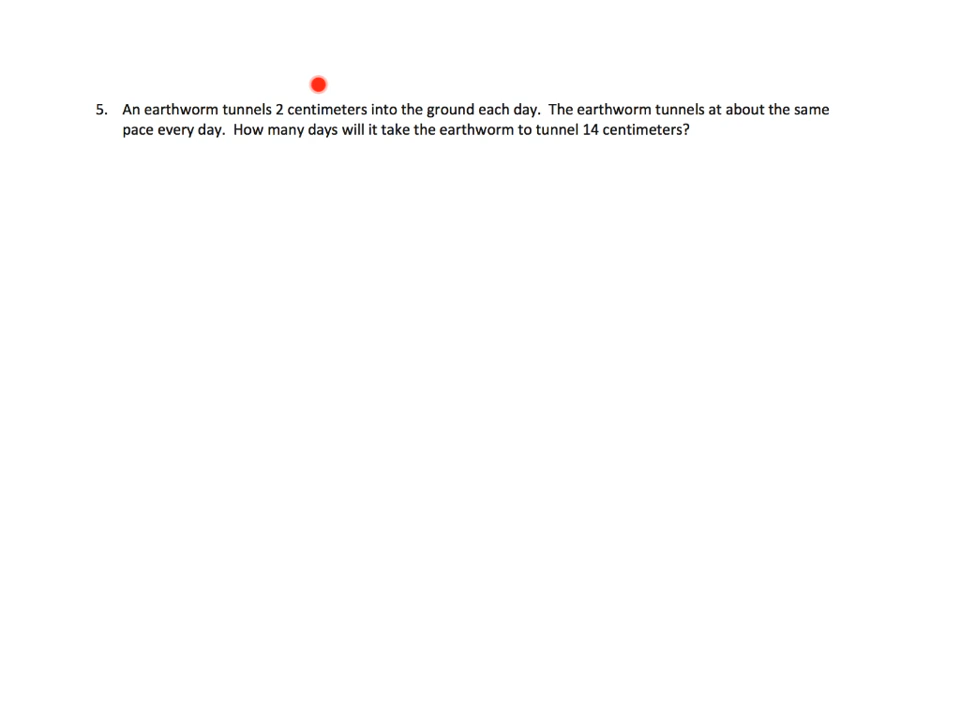 5. An earthworm tunnels 2 centimeters into the ground each day. The earthworm tunnels at about the same
pace every day. How many days will it take the earthworm to tunnel 14 centimeters?